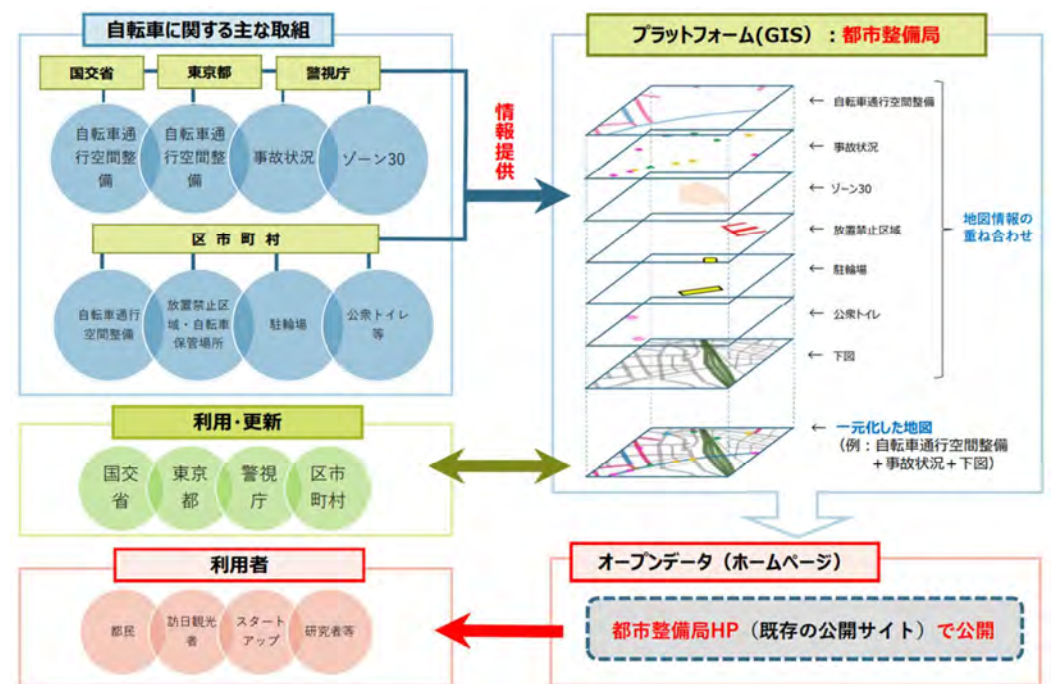 自転車に関する主な取組
国交省
東京都
警視庁
自転車通
行空間整
備
自転車通
行空間整
備
事故状況
ゾーン30
区市町村
自転車通行
空間整備
放置禁止区
域・自転車
保管場所
駐輪場
公衆トイレ
等
情報提供
プラットフォーム(GIS）：都市整備局
← 自転車通行空間整備
← 事故状況
← ゾーン30
← 放置禁止区域
← 駐輪場
← 公衆トイレ
← 下図
地図情報の
重ね合わせ
← 一元化した地図
（例：自転車通行空間整備
＋事故状況＋下図）
利用・更新
国交
省
東京
都
警視
庁
区市
町村
利用者
都民
訪日観光
者
スタート
アップ
研究者等
オープンデータ（ホームページ）
都市整備局HP（既存の公開サイト）で公開